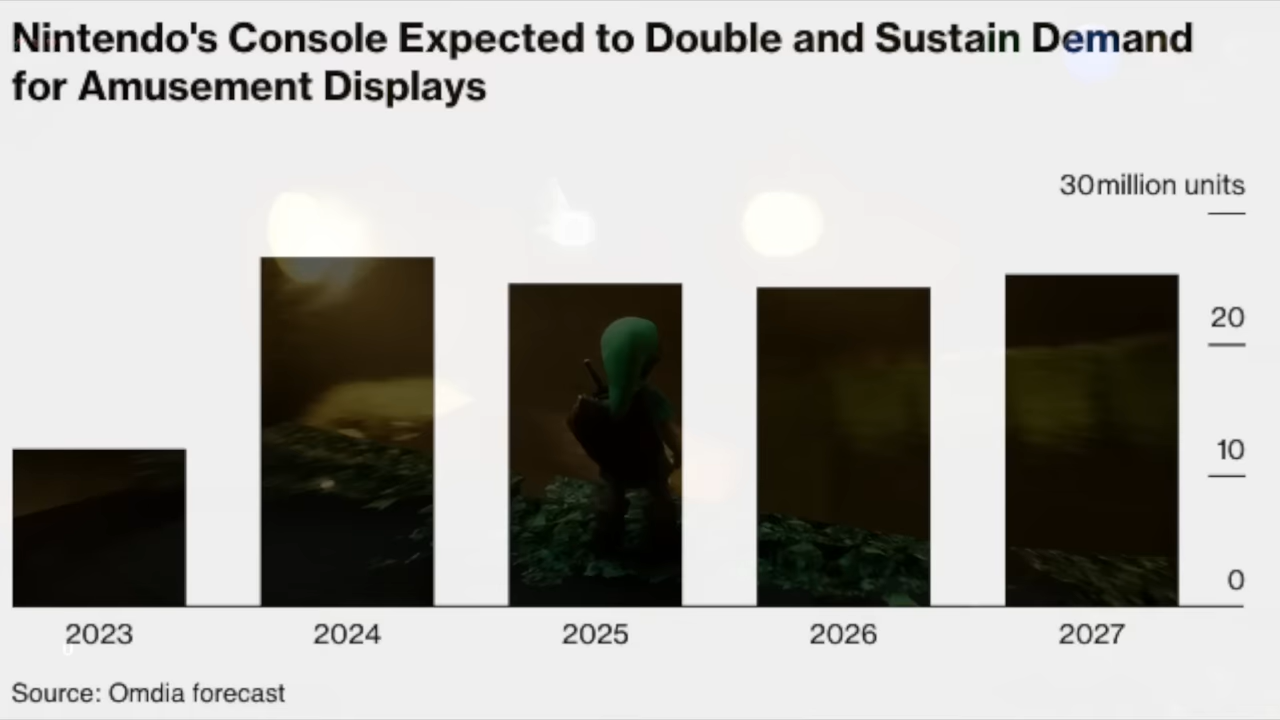 Nintendo's Console Expected to Double and Sustain Demand
for Amusement Displays
30million units
20
10
0
2023
2024
2025
2026
2027
Source: Omdia forecast